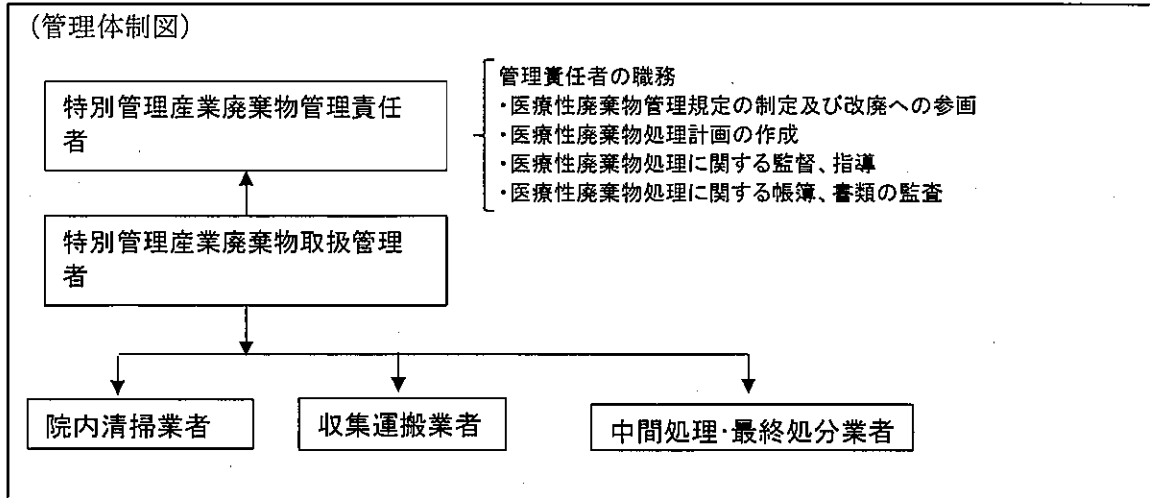 (管理体制図)
特別管理産業廃棄物管理責任
者
管理責任者の職務
・医療性廃棄物管理規定の制定及び改廃への参画
・医療性廃棄物処理計画の作成
・医療性廃棄物処理に関する監督、指導
・医療性廃棄物処理に関する帳簿、書類の監査
特別管理産業廃棄物取扱管理
者
院内清掃業者
収集運搬業者
中間処理・最終処分業者